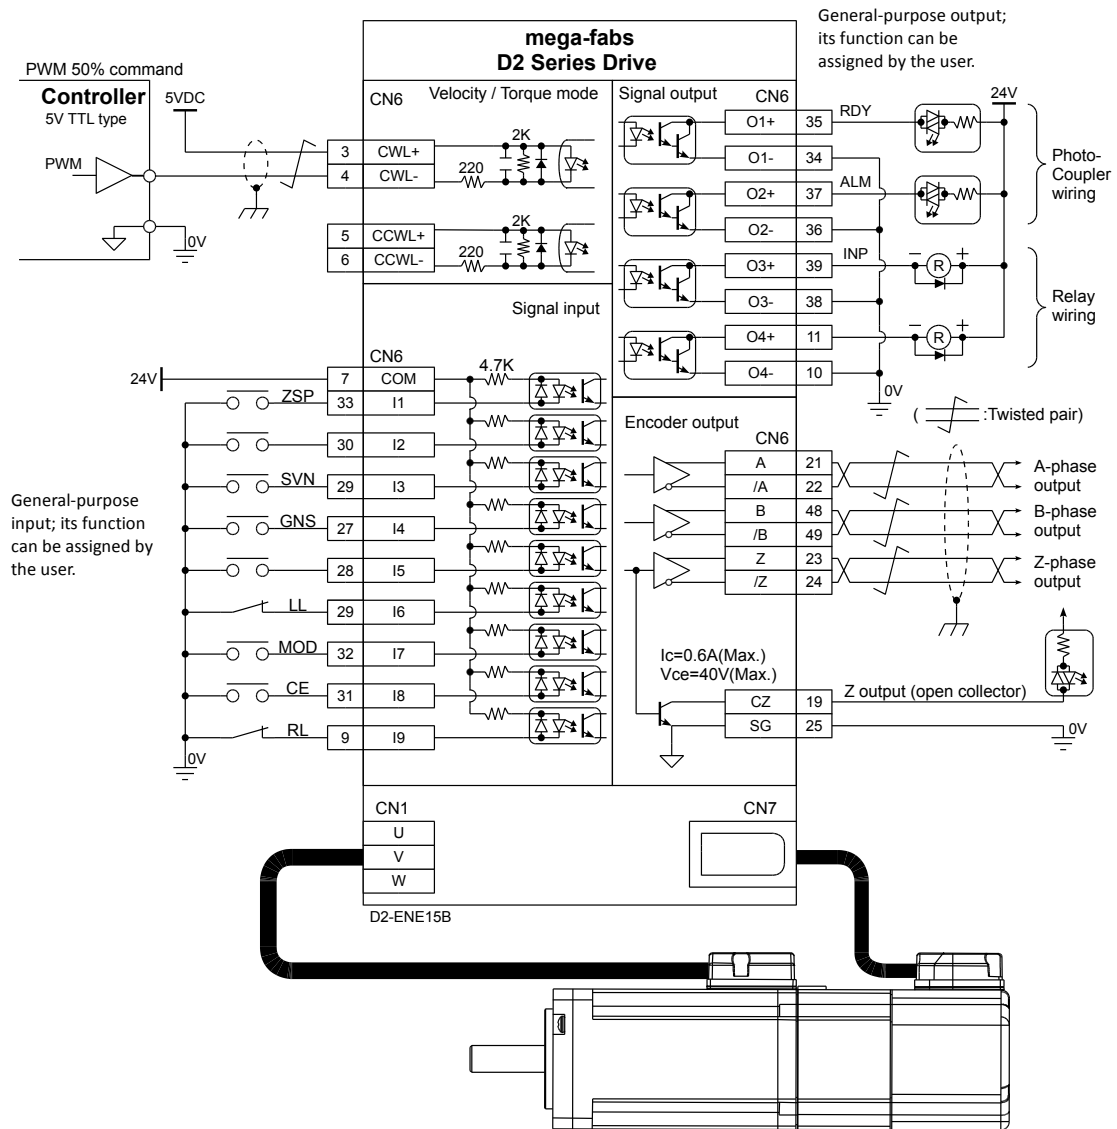 mega-fabs
D2 Series Drive
General-purpose output;
its function can be
assigned by the user.
PWM 50% command
Controller
5V TTL type
5VDC
PWM
0V
CN6
Velocity / Torque mode
3 CWL+
4 CWL-
2K
220
5 CCWL+
6 CCWL-
2K
220
Signal input
CN6
24V
7 COM
4.7K
ZSP 33 I1
30 I2
SVN 29 I3
GNS 27 I4
28 I5
LL 29 I6
MOD 32 I7
CE 31 I8
RL 9 I9
0V
General-purpose
input; its function
can be assigned by
the user.
Signal output
CN6
24V
O1+ 35 RDY
O1- 34
O2+ 37 ALM
O2- 36
O3+ 39 INP
- R +
O3- 38
O4+ 11
- R +
O4- 10
0V
Photo-
Coupler
wiring
Relay
wiring
( :Twisted pair)
Encoder output
CN6
A 21
/A 22
B 48
/B 49
Z 23
/Z 24
A-phase
output
B-phase
output
Z-phase
output
Ic=0.6A(Max.)
Vce=40V(Max.)
CZ 19
Z output (open collector)
SG 25
0V
CN1
U
V
W
CN7
D2-ENE15B